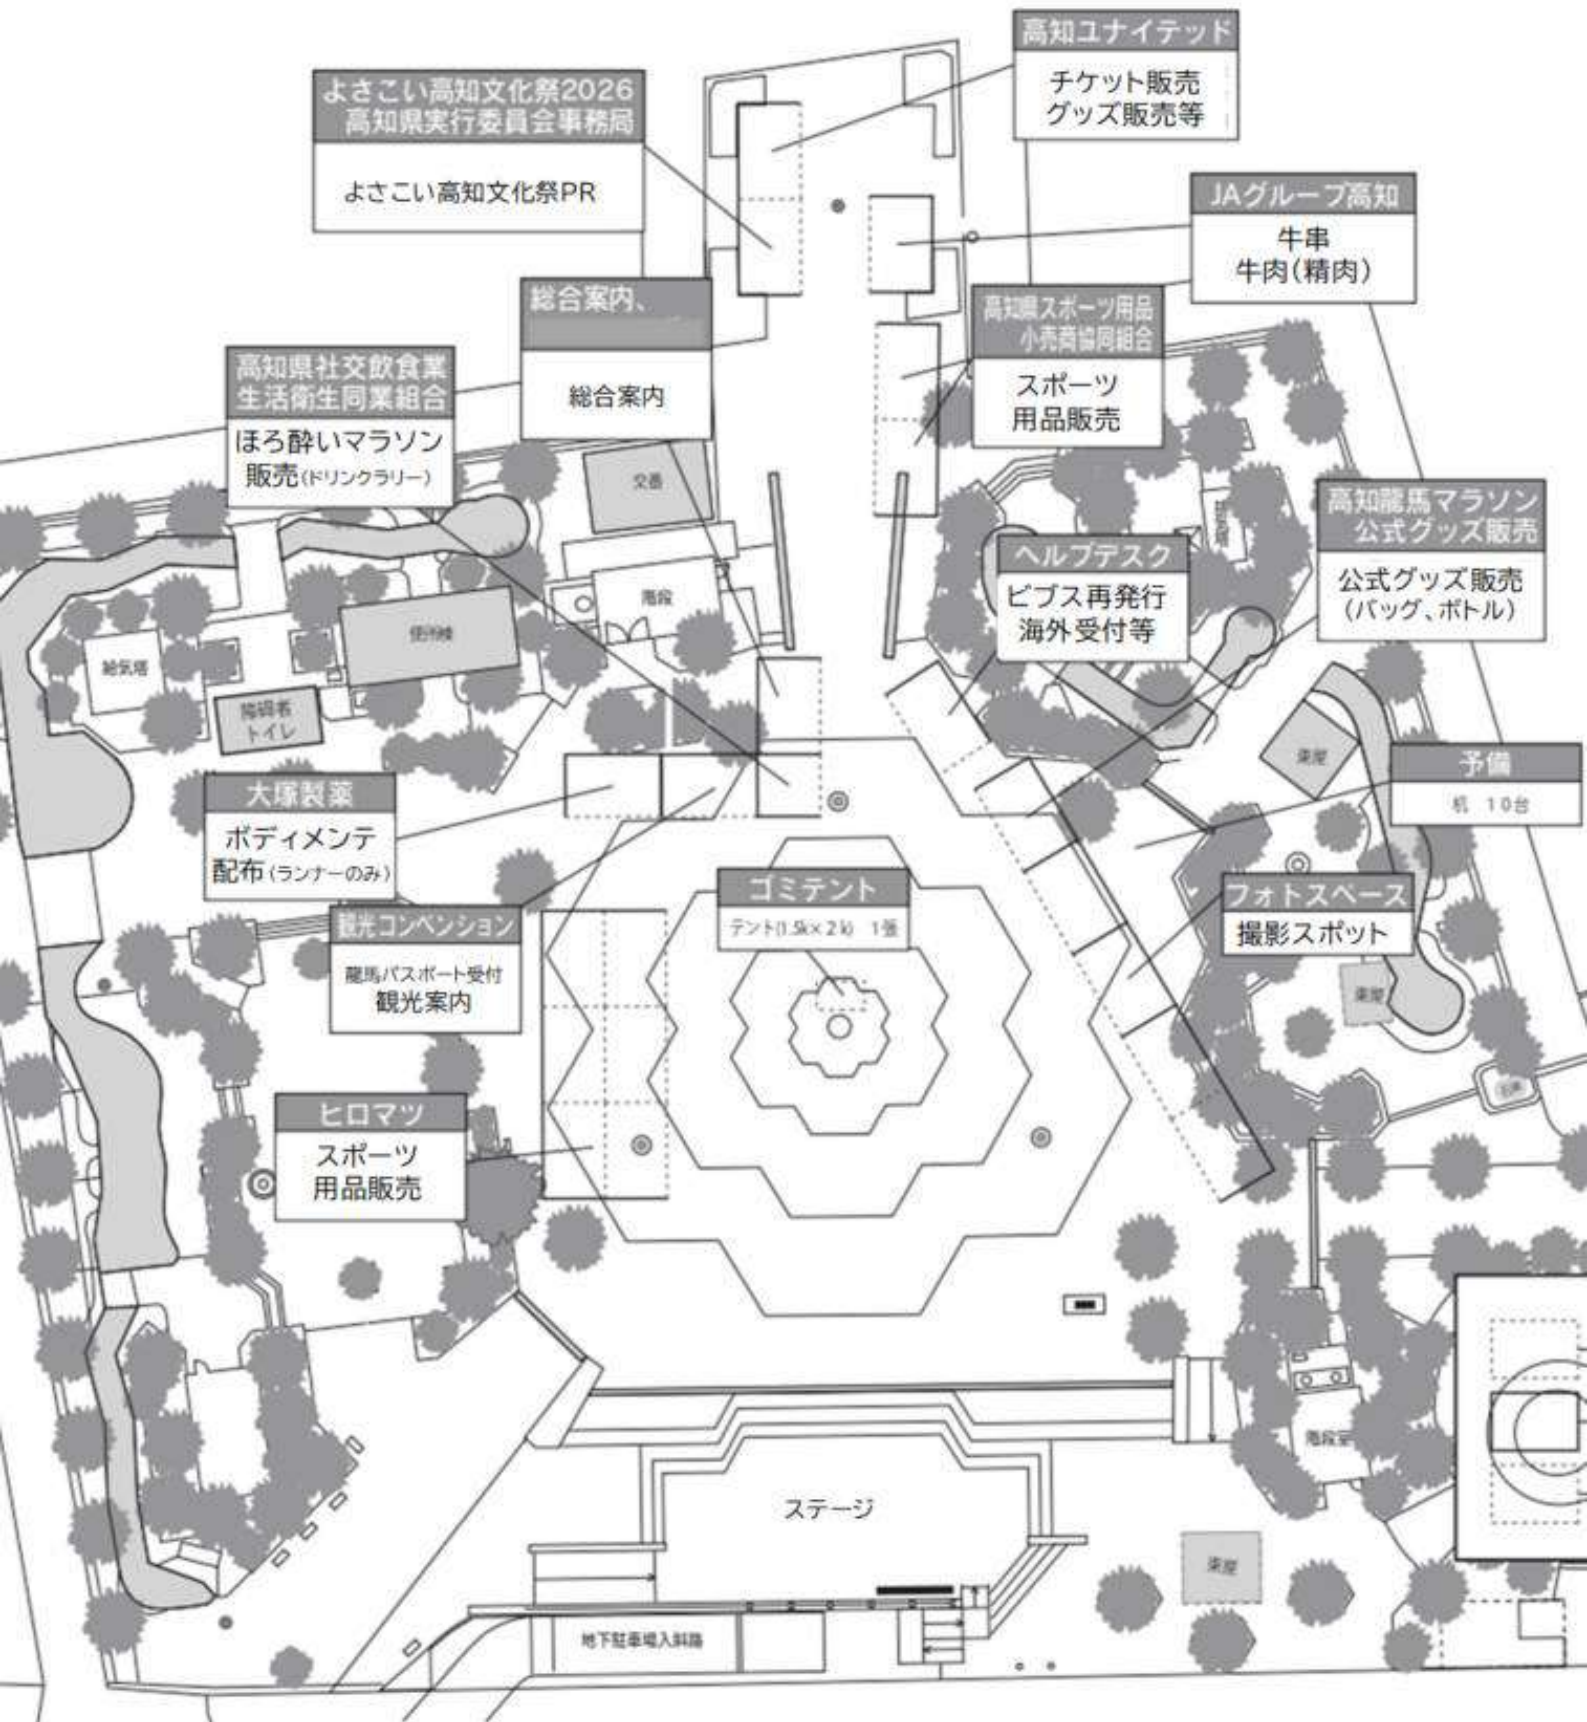 高知ユナイテッド
チケット販売
グッズ販売等
よさこい高知文化祭2026
高知県実行委員会事務局
よさこい高知文化祭PR
JAグループ高知
牛串
牛肉(精肉)
総合案内、
総合案内
高知県スポーツ用品
小売商協同組合
スポーツ
用品販売
高知県社交飲食業
生活衛生同業組合
ほろ酔いマラソン
販売(ドリンクラリー)
交番
高知龍馬マラソン
公式グッズ販売
公式グッズ販売
(バッグ、ボトル)
ヘルプデスク
ビブス再発行
海外受付等
階段
便所棟
給気塔
障碍者
トイレ
東屋
予備
机 10台
大塚製薬
ボディメンテ
配布(ランナーのみ)
ゴミテント
テント(1.5k×2k) 1張
フォトスペース
撮影スポット
観光コンベンション
龍馬パスポート受付
観光案内
東屋
ヒロマツ
スポーツ
用品販売
階段室
ステージ
東屋
地下駐車場入斜路